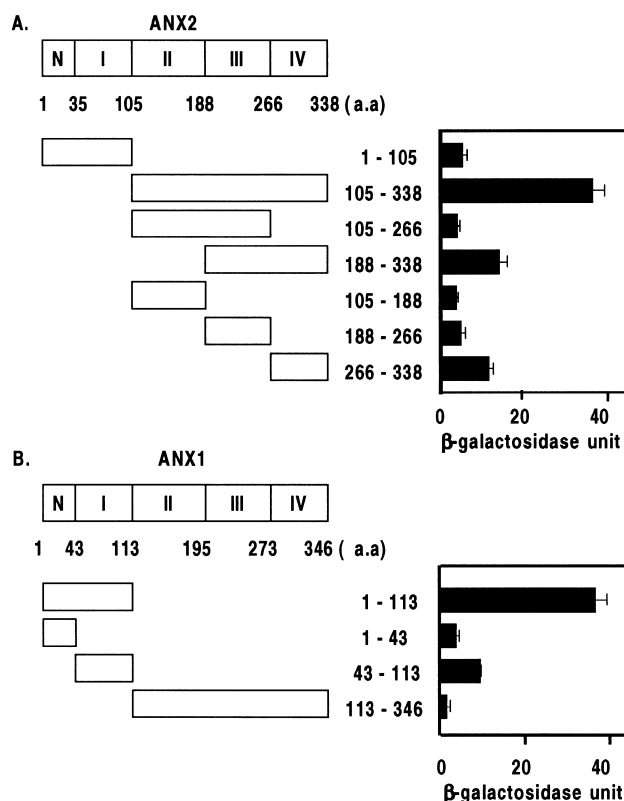 A. ANX2
N I II III IV
1 35 105 188 266 338 (a.a)
1 - 105
105 - 338
105 - 266
188 - 338
105 - 188
188 - 266
266 - 338
0 20 40
β-galactosidase unit
B. ANX1
N I II III IV
1 43 113 195 273 346 ( a.a)
1 - 113
1 - 43
43 - 113
113 - 346
0 20 40
β-galactosidase unit